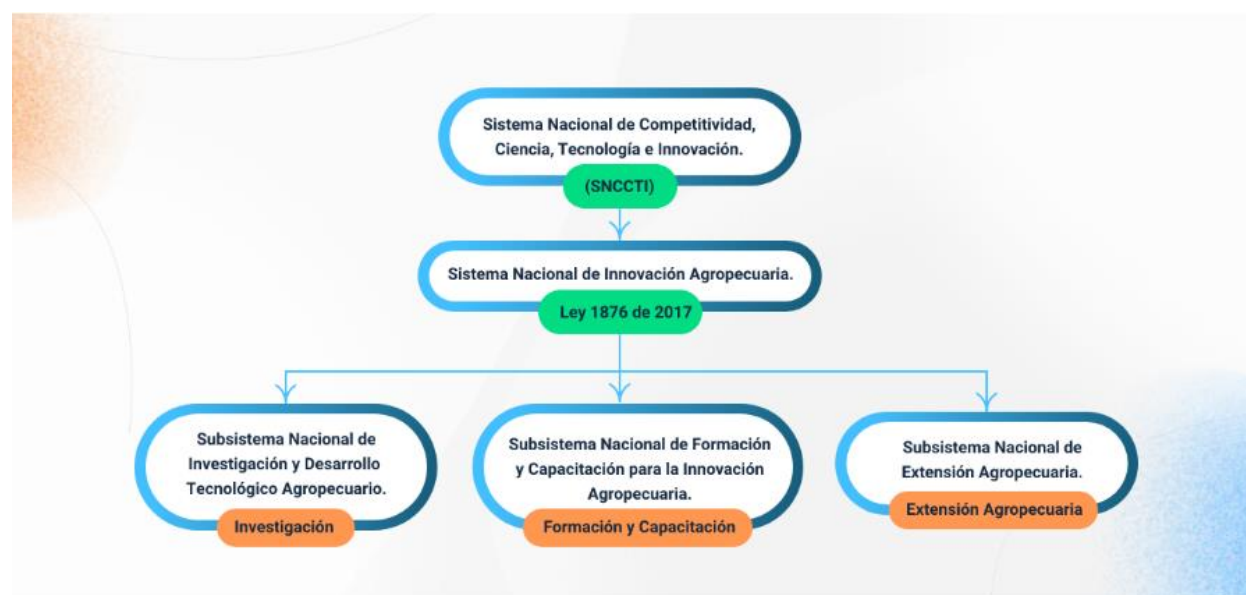 Sistema Nacional de Competitividad,
Ciencia, Tecnología e Innovación.
(SNCCTI)
Sistema Nacional de Innovación Agropecuaria.
Ley 1876 de 2017
Subsistema Nacional de
Investigación y Desarrollo
Tecnológico Agropecuario.
Investigación
Subsistema Nacional de Formación
y Capacitación para la Innovación
Agropecuaria.
Formación y Capacitación
Subsistema Nacional de
Extensión Agropecuaria.
Extensión Agropecuaria